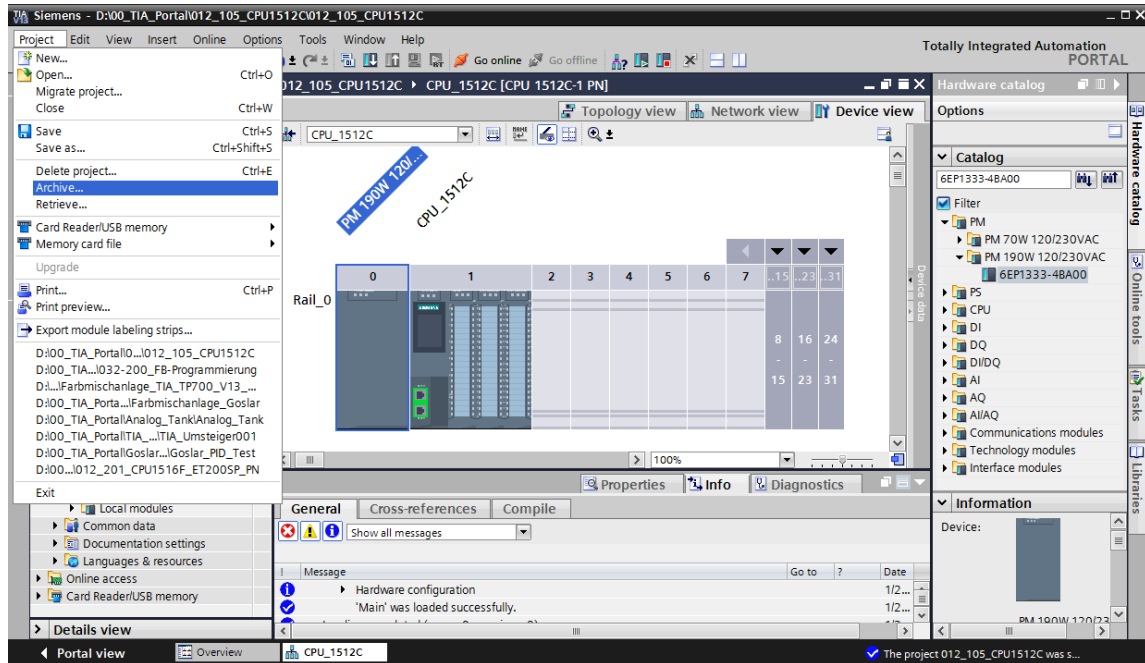 Siemens - D:\00_TIA_Portal\012_105_CPU1512C\012_105_CPU1512C
Project Edit View Insert Online Options Tools Window Help
Totally Integrated Automation
PORTAL
New...
Open... Ctrl+O
Migrate project...
Close Ctrl+W
Save Ctrl+S
Save as... Ctrl+Shift+S
Delete project... Ctrl+E
Archive...
Retrieve...
Card Reader/USB memory
Memory card file
Upgrade
Print... Ctrl+P
Print preview...
Export module labeling strips...
D:\00_TIA_Portal\0...\012_105_CPU1512C
D:\00_TIA...\032-200_FB-Programmierung
D:\...\Farbmischanlage_TIA_TP700_V13_...
D:\00_TIA_Porta...\Farbmischanlage_Goslar
D:\00_TIA_Portal\Analog_Tank\Analog_Tank
D:\00_TIA_Portal\TIA_...\TIA_Umsteiger001
D:\00_TIA_Portal\Goslar...\Goslar_PID_Test
D:\00...\012_201_CPU1516F_ET200SP_PN
Exit
Local modules
Common data
Documentation settings
Languages & resources
Online access
Card Reader/USB memory
Details view
Go online Go offline
012_105_CPU1512C CPU_1512C [CPU 1512C-1 PN]
Topology view Network view Device view
CPU_1512C
PM 190W 120/...
CPU_1512C
0 1 2 3 4 5 6 7 ..15 ..23 ..31
Rail_0
8 16 24
- - -
15 23 31
Device data
100%
Properties Info Diagnostics
General Cross-references Compile
Show all messages
! Message Go to ? Date
Hardware configuration 1/2...
'Main' was loaded successfully. 1/2...
Hardware catalog
Options
Catalog
6EP1333-4BA00
Filter
PM
PM 70W 120/230VAC
PM 190W 120/230VAC
6EP1333-4BA00
PS
CPU
DI
DQ
DI/DQ
AI
AQ
AI/AQ
Communications modules
Technology modules
Interface modules
Information
Device:
PM 190W 120/23
Hardware catalog
Online tools
Tasks
Libraries
Portal view Overview CPU_1512C The project 012_105_CPU1512C was s...